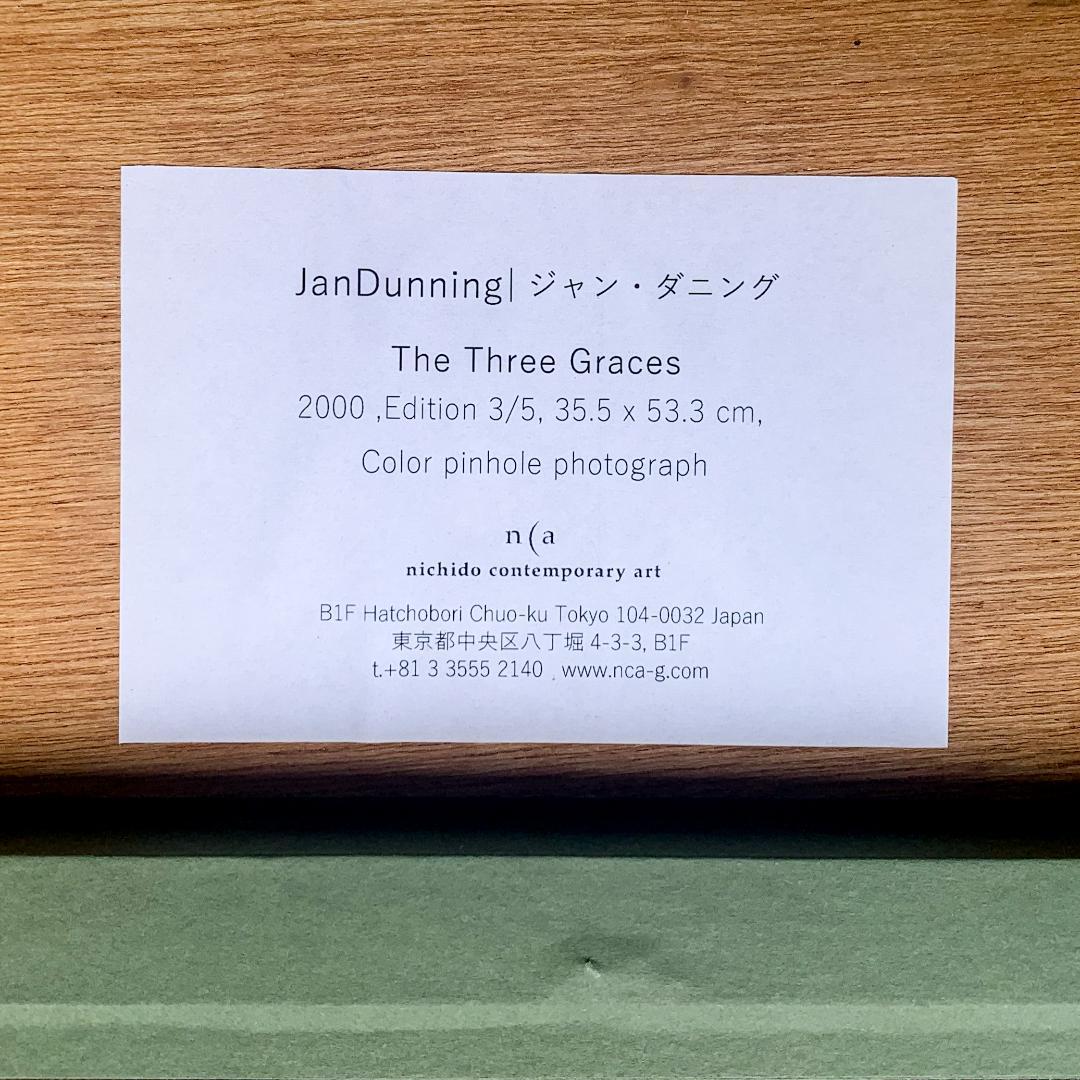 JanDunning| ジャン・ダニング
The Three Graces
2000 ,Edition 3/5, 35.5 x 53.3 cm,
Color pinhole photograph
n(a
nichido contemporary art
B1F Hatchobori Chuo-ku Tokyo 104-0032 Japan
東京都中央区八丁堀 4-3-3, B1F
t.+81 3 3555 2140 , www.nca-g.com